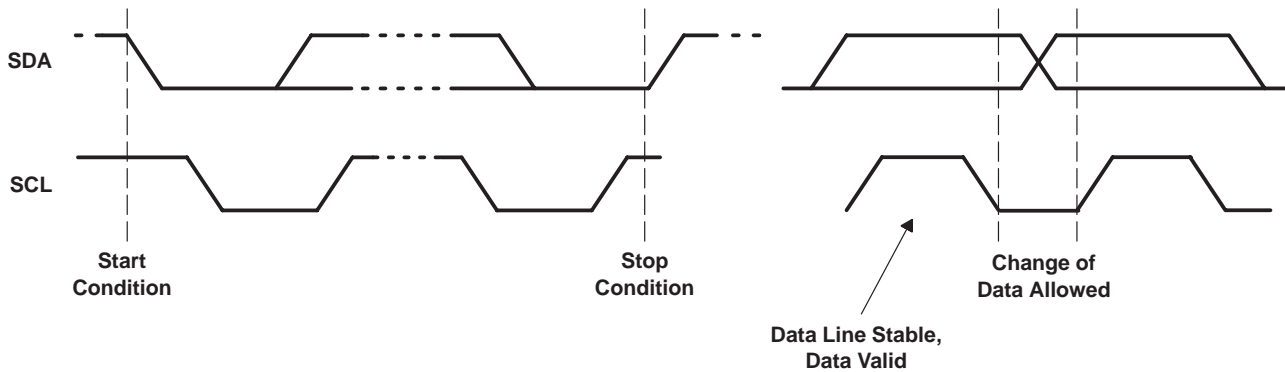 SDA
SCL
Start
Condition
Stop
Condition
Change of
Data Allowed
Data Line Stable,
Data Valid